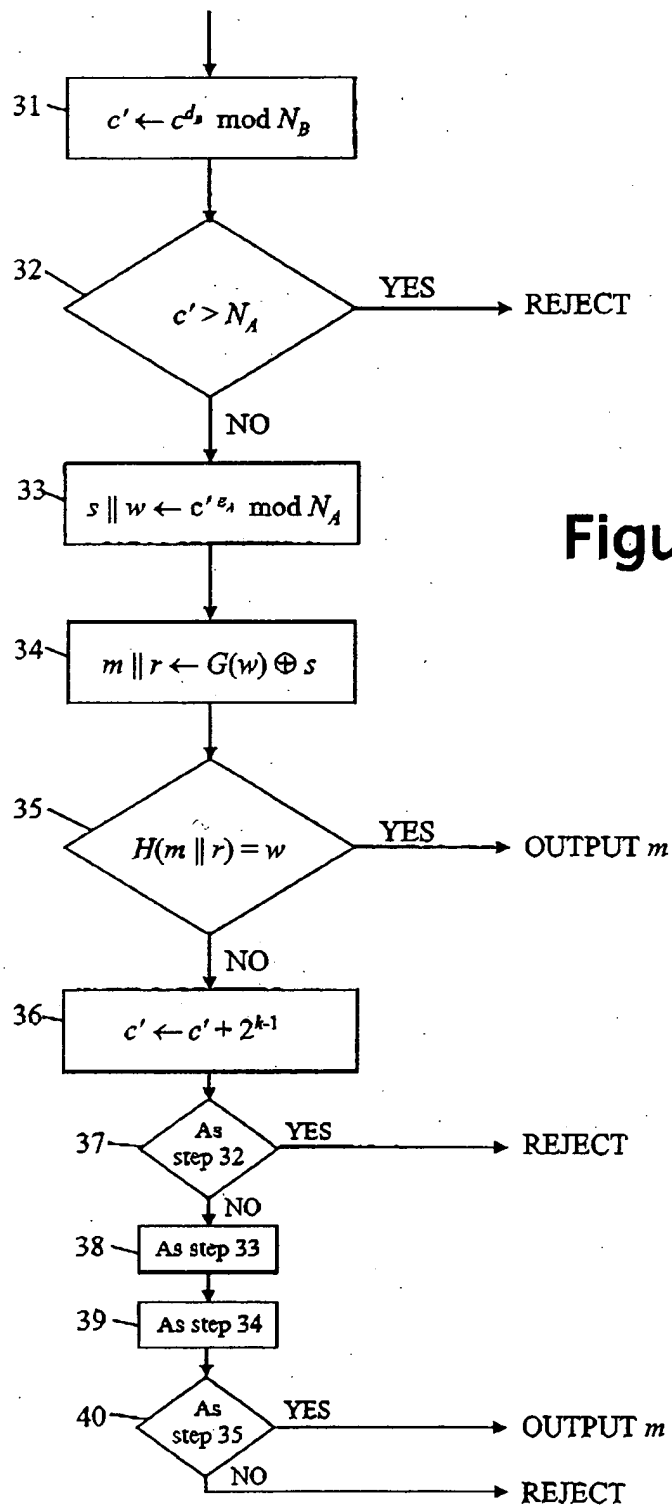 31
c' ← c^{d_B} mod N_B
32
c' > N_A
YES
REJECT
NO
33
s || w ← c'^{e_A} mod N_A
Figu
34
m || r ← G(w) ⊕ s
35
H(m || r) = w
YES
OUTPUT m
NO
36
c' ← c' + 2^{k-1}
37
As
step 32
YES
REJECT
NO
38
As step 33
39
As step 34
40
As
step 35
YES
OUTPUT m
NO
REJECT